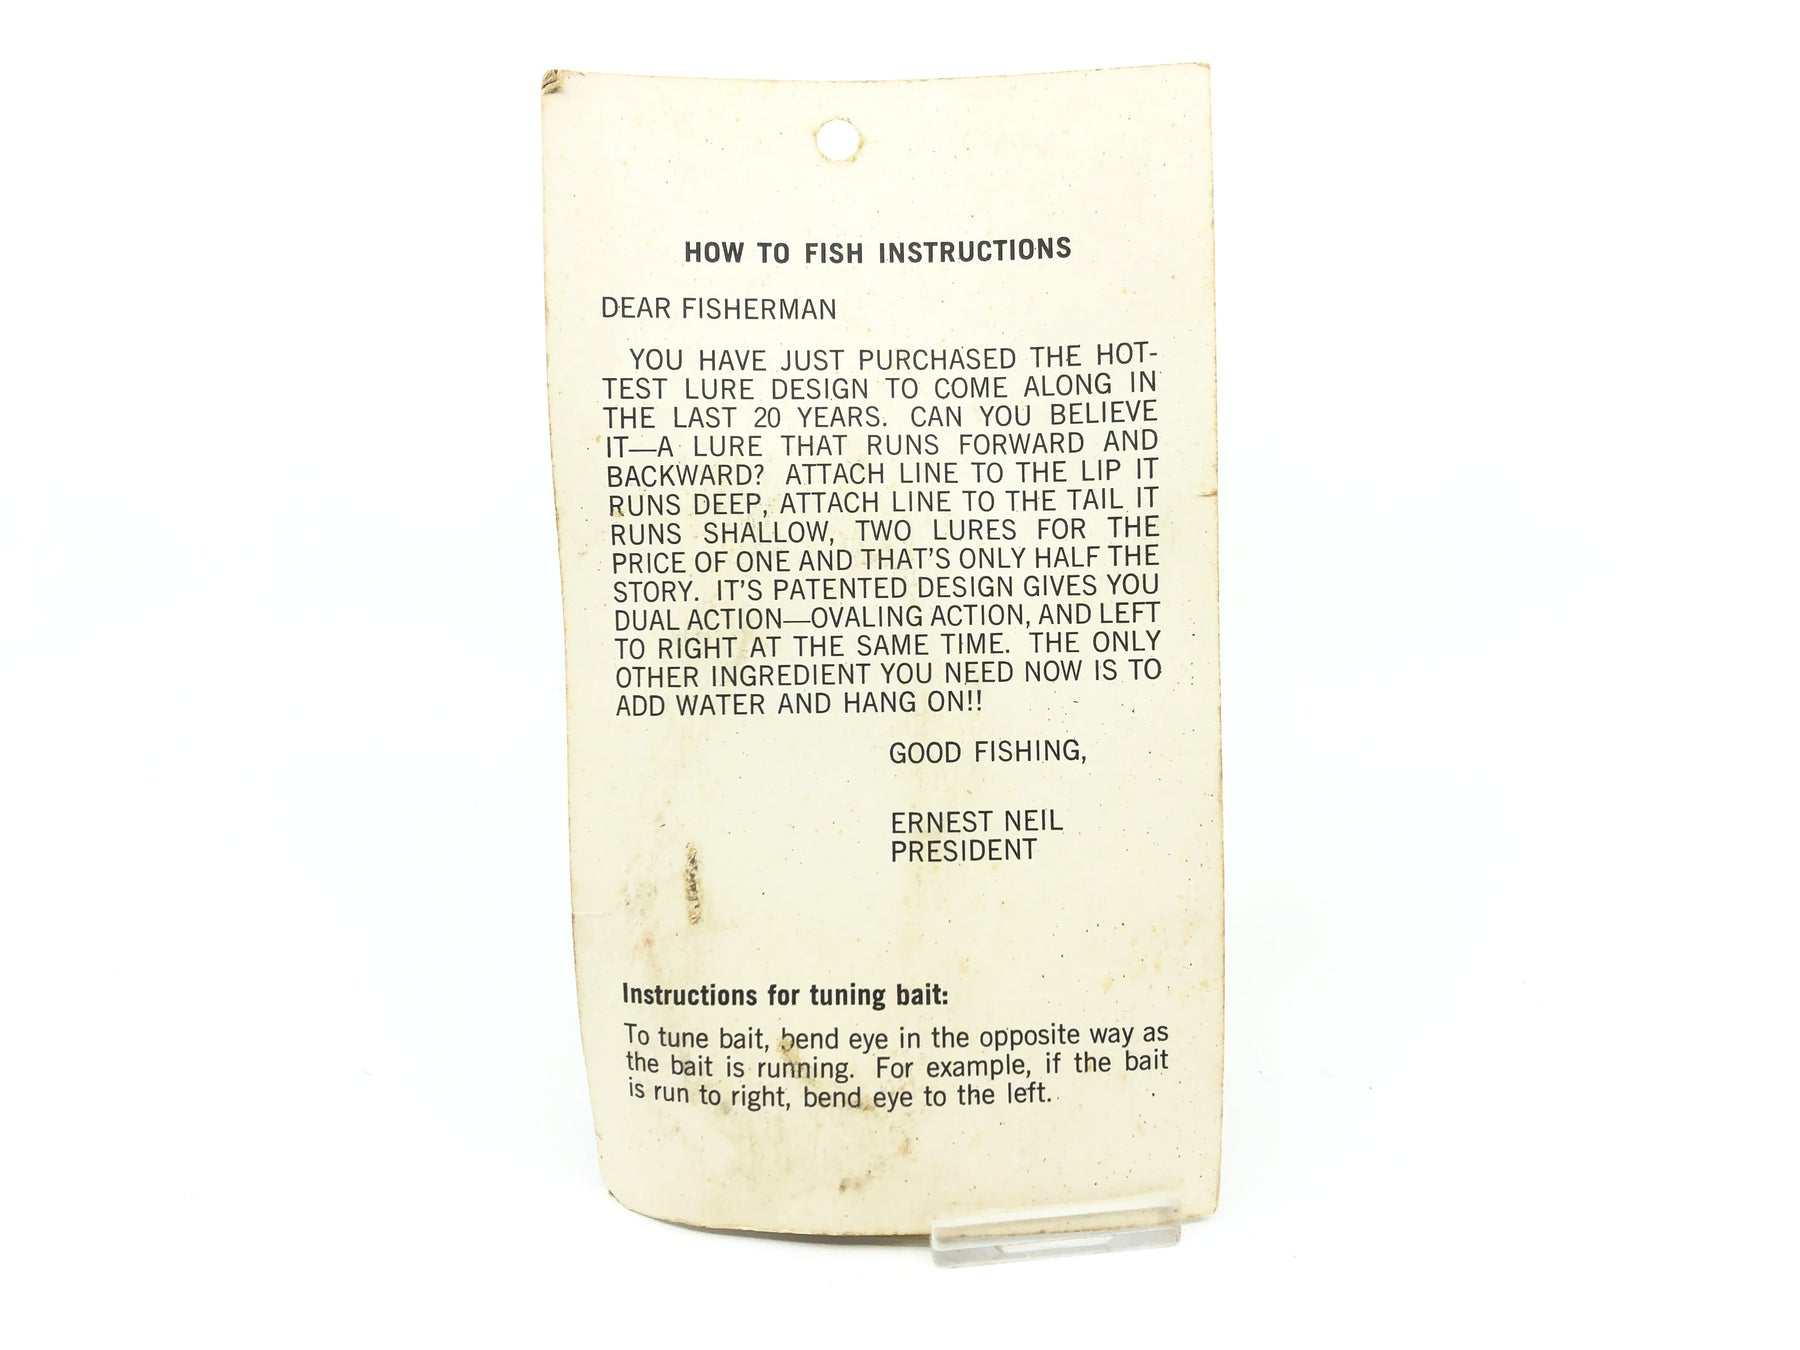 HOW TO FISH INSTRUCTIONS
DEAR FISHERMAN
YOU HAVE JUST PURCHASED THE HOT-
TEST LURE DESIGN TO COME ALONG IN
THE LAST 20 YEARS. CAN YOU BELIEVE
IT—A LURE THAT RUNS FORWARD AND
BACKWARD? ATTACH LINE TO THE LIP IT
RUNS DEEP, ATTACH LINE TO THE TAIL IT
RUNS SHALLOW, TWO LURES FOR THE
PRICE OF ONE AND THAT'S ONLY HALF THE
STORY. IT'S PATENTED DESIGN GIVES YOU
DUAL ACTION—OVALING ACTION, AND LEFT
TO RIGHT AT THE SAME TIME. THE ONLY
OTHER INGREDIENT YOU NEED NOW IS TO
ADD WATER AND HANG ON!!
GOOD FISHING,
ERNEST NEIL
PRESIDENT
Instructions for tuning bait:
To tune bait, bend eye in the opposite way as
the bait is running. For example, if the bait
is run to right, bend eye to the left.